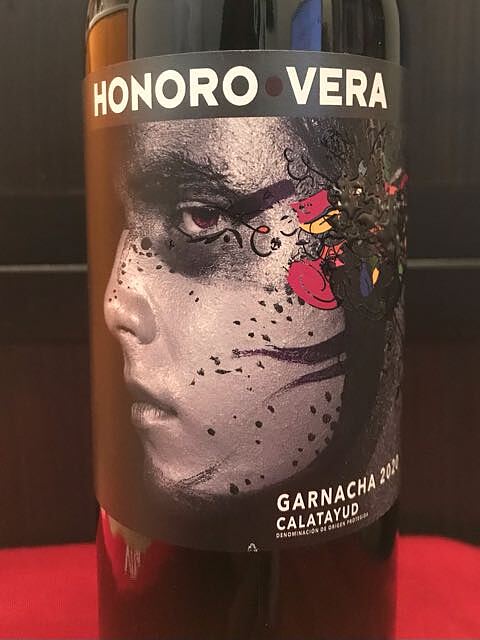 HONORO • VERA
GARNACHA 2020
CALATAYUD
DENOMINACIÓN DE ORIGEN PROTEGIDA